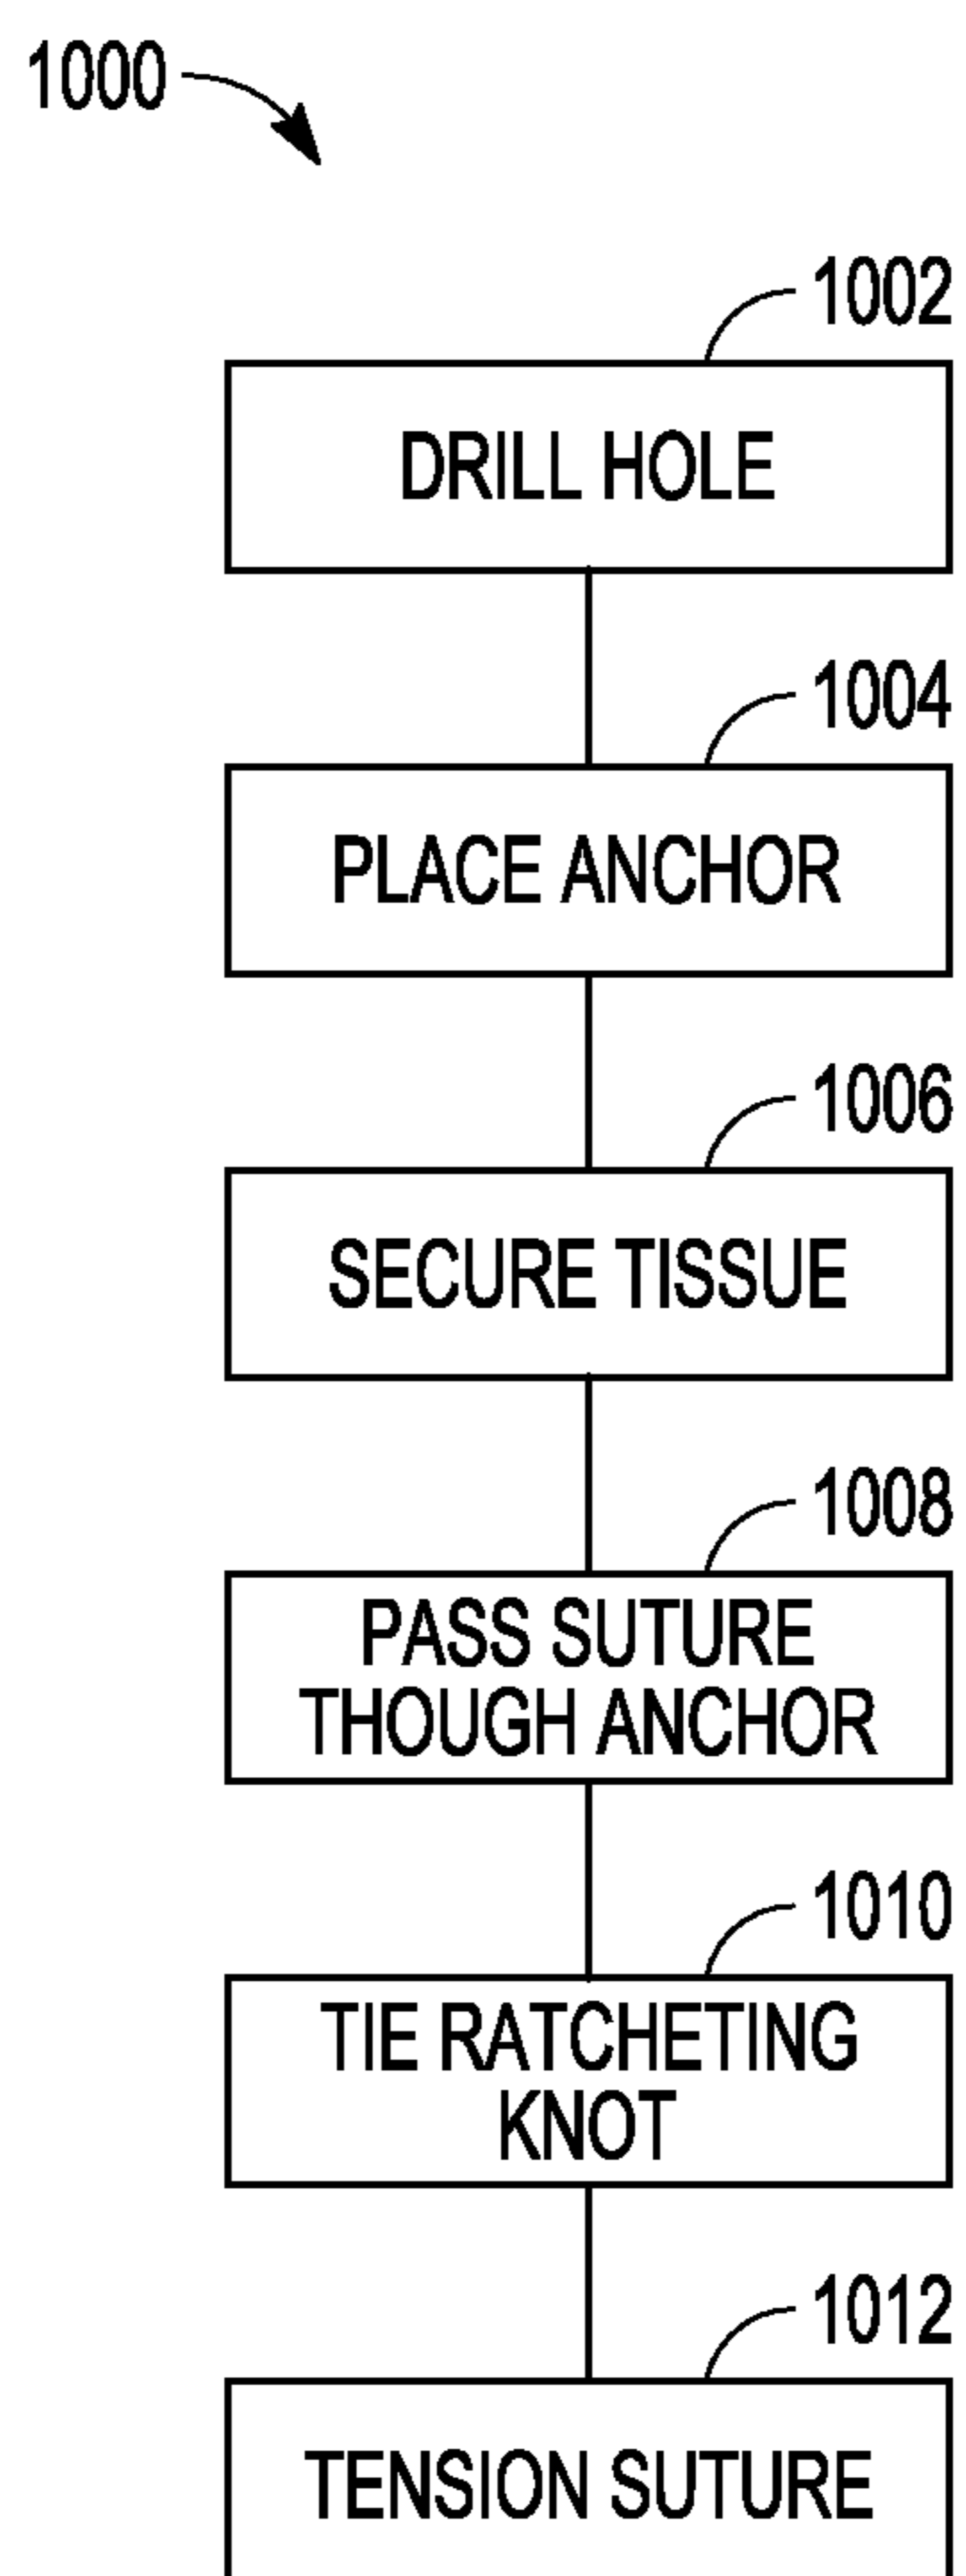 1000
1002
DRILL HOLE
1004
PLACE ANCHOR
1006
SECURE TISSUE
1008
PASS SUTURE
THOUGH ANCHOR
1010
TIE RATCHETING
KNOT
1012
TENSION SUTURE